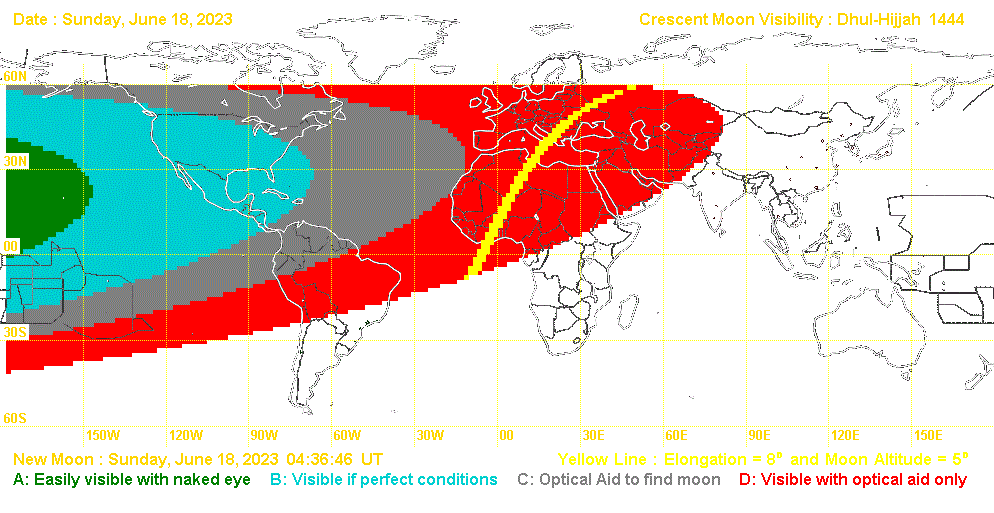 Date : Sunday, June 18, 2023 Crescent Moon Visibility : Dhul-Hijjah 1444
60N
30N
00
30S
60S
150W 120W 90W 60W 30W 00 30E 60E 90E 120E 150E
New Moon : Sunday, June 18, 2023 04:36:46 UT Yellow Line : Elongation = 8° and Moon Altitude = 5°
A: Easily visible with naked eye B: Visible if perfect conditions C: Optical Aid to find moon D: Visible with optical aid only